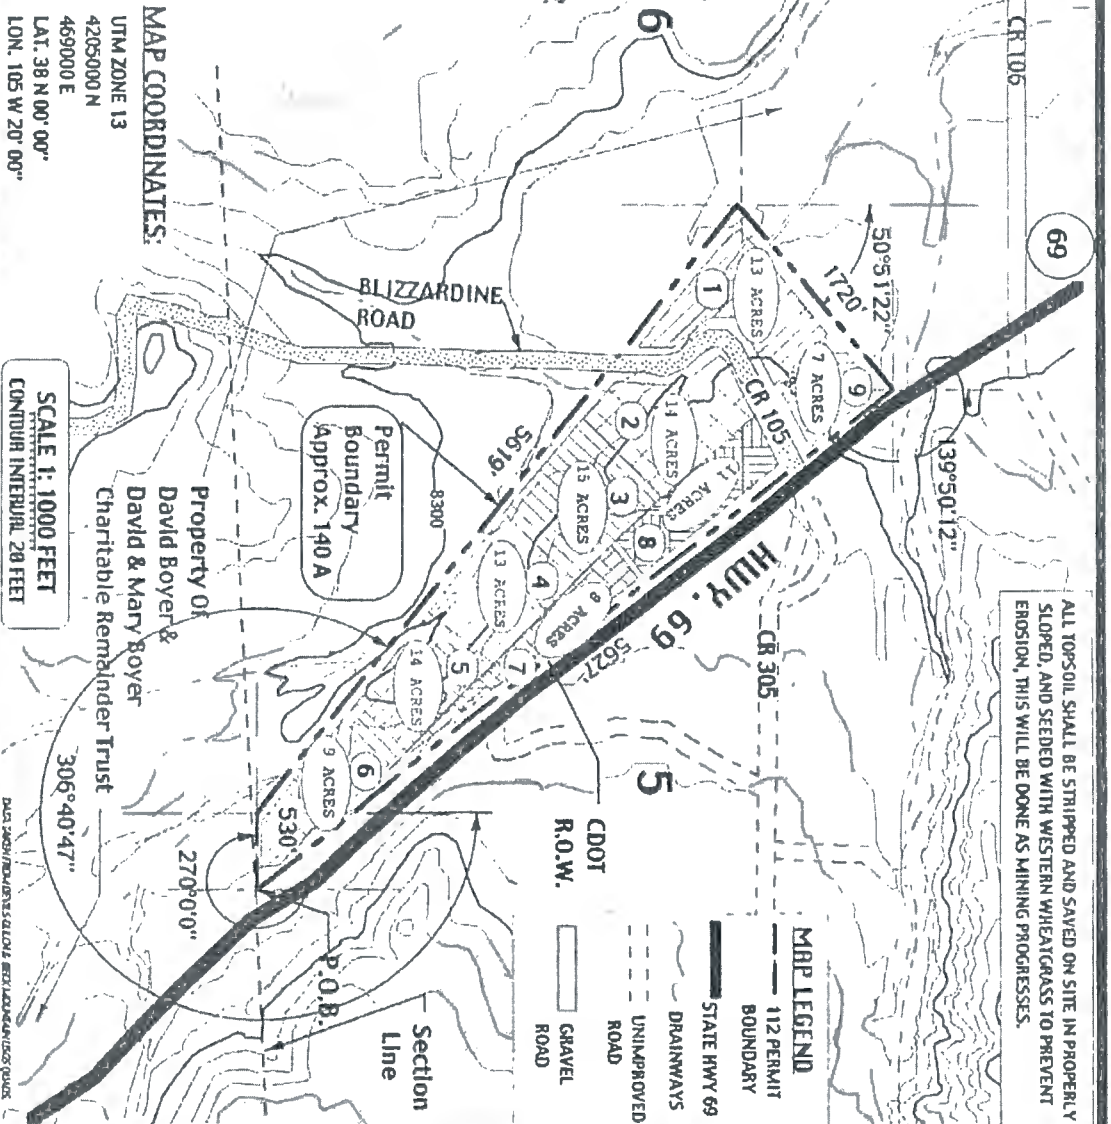 ALL TOPSOIL SHALL BE STRIPPED AND SAVED ON SITE IN PROPERLY
SLOPED, AND SEEDED WITH WESTERN WHEATGRASS TO PREVENT
EROSION, THIS WILL BE DONE AS MINING PROGRESSES.
69
CR 106
139°50'12"
50°51'22"
1720'
9
7 ACRES
13 ACRES
1
CR 105
HWY. 69
CR 305
MAP LEGEND
112 PERMIT
BOUNDARY
STATE HWY 69
DRAINWAYS
UNIMPROVED
ROAD
GRAVEL
ROAD
6
5
ACRES
2
11 ACRES
8
3
15 ACRES
5627'
ACRES
7
4
13 ACRES
5619'
CDOT
R.O.W.
5
14 ACRES
6
9 ACRES
530'
BLIZZARDINE
ROAD
8300
Permit
Boundary
Approx. 140 A
P.O.B.
Section
Line
270°0'0"
Property Of
David Boyer &
David & Mary Boyer
Charitable Remainder Trust
306°40'47"
MAP COORDINATES:
UTM ZONE 13
4205000 N
469000 E
LAT. 38 N 00' 00"
LON. 105 W 20' 00"
SCALE 1: 1000 FEET
CONTOUR INTERVAL 20 FEET